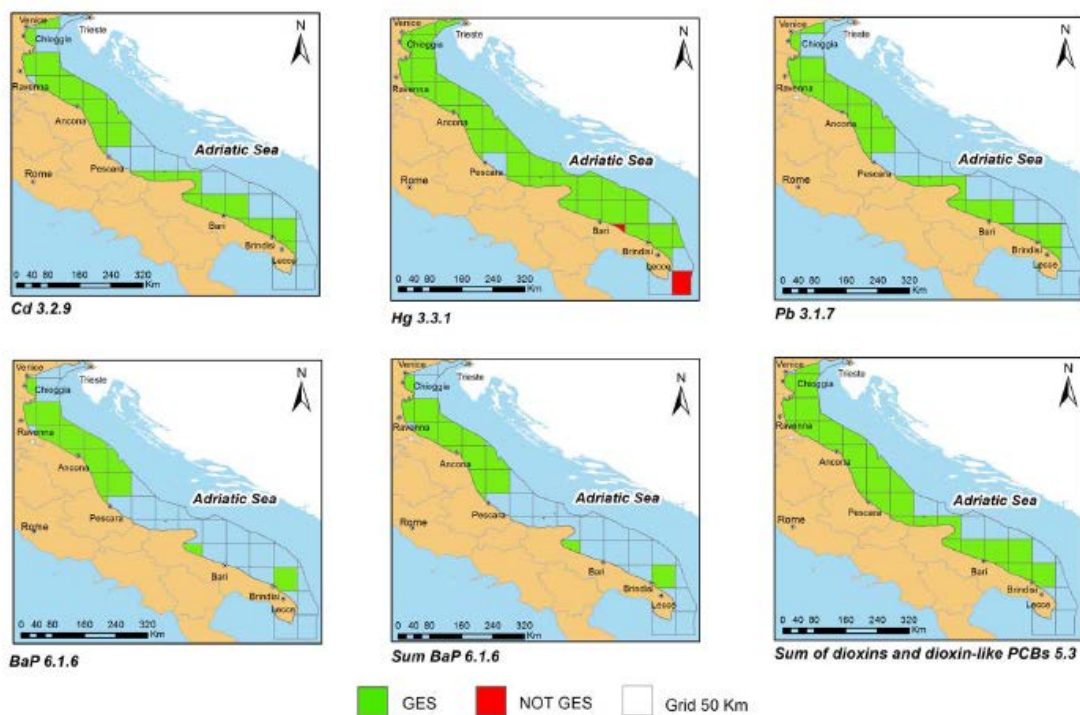 Venice
Trieste
Chioggia
N
Ravenna
Ancona
Adriatic Sea
Pescara
Rome
Bari
Brindisi
Lecce
0 40 80 160 240 320
Km
Cd 3.2.9
Venice
Trieste
Chioggia
N
Ravenna
Ancona
Adriatic Sea
Pescara
Rome
Bari
Brindisi
Lecce
0 40 80 160 240 320
Km
Hg 3.3.1
Venice
Trieste
Chioggia
N
Ravenna
Ancona
Adriatic Sea
Pescara
Rome
Bari
Brindisi
Lecce
0 40 80 160 240 320
Km
Pb 3.1.7
Venice
Trieste
Chioggia
N
Ravenna
Ancona
Adriatic Sea
Pescara
Rome
Bari
Brindisi
Lecce
0 40 80 160 240 320
Km
BaP 6.1.6
Venice
Trieste
Chioggia
N
Ravenna
Ancona
Adriatic Sea
Pescara
Rome
Bari
Brindisi
Lecce
0 40 80 160 240 320
Km
Sum BaP 6.1.6
Venice
Trieste
Chioggia
N
Ravenna
Ancona
Adriatic Sea
Pescara
Rome
Bari
Brindisi
Lecce
0 40 80 160 240 320
Km
Sum of dioxins and dioxin-like PCBs 5.3
GES NOT GES Grid 50 Km